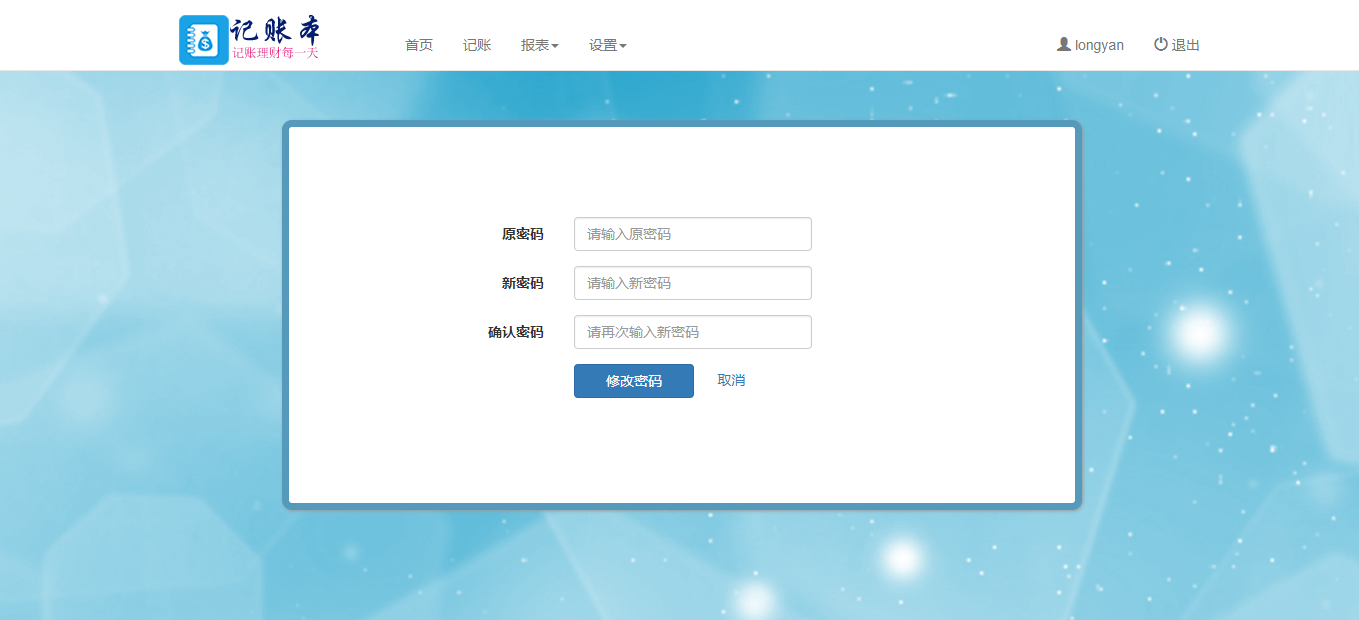 记账本
记账理财每一天
首页 记账 报表 设置 longyan 退出
原密码 请输入原密码
新密码 请输入新密码
确认密码 请再次输入新密码
修改密码 取消